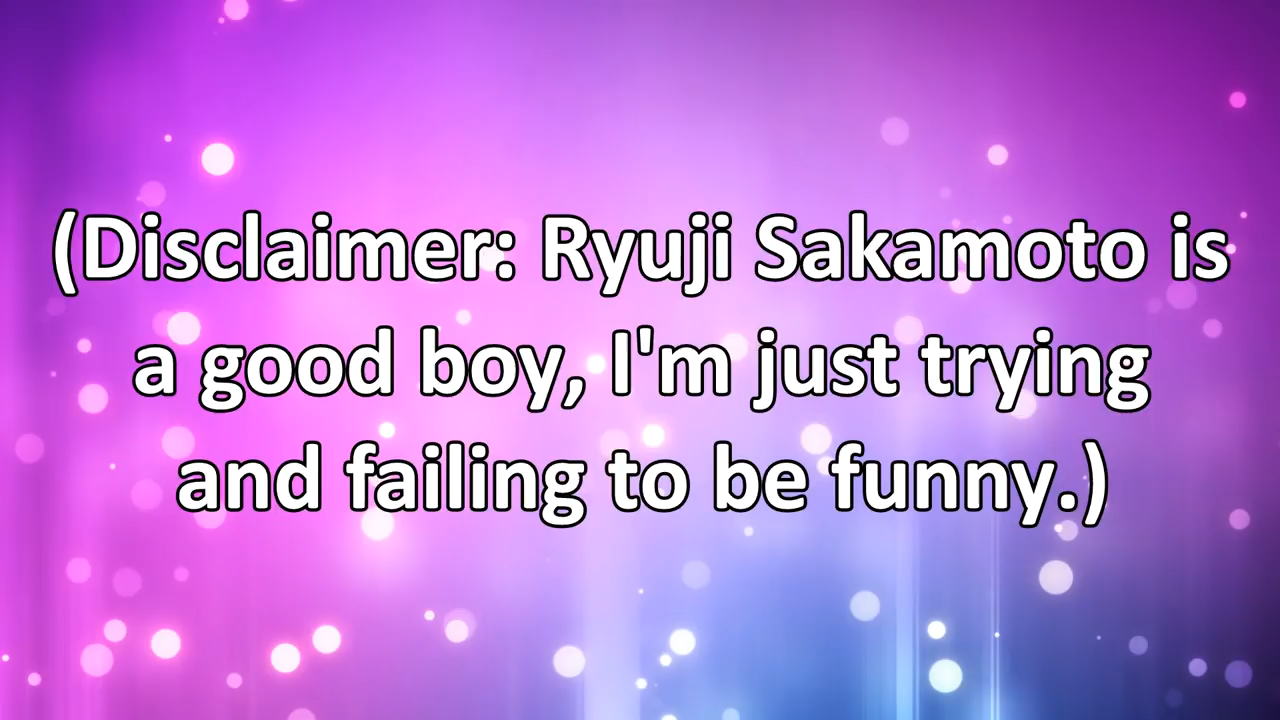 (Disclaimer: Ryuji Sakamoto is
a good boy, I'm just trying
and failing to be funny.)